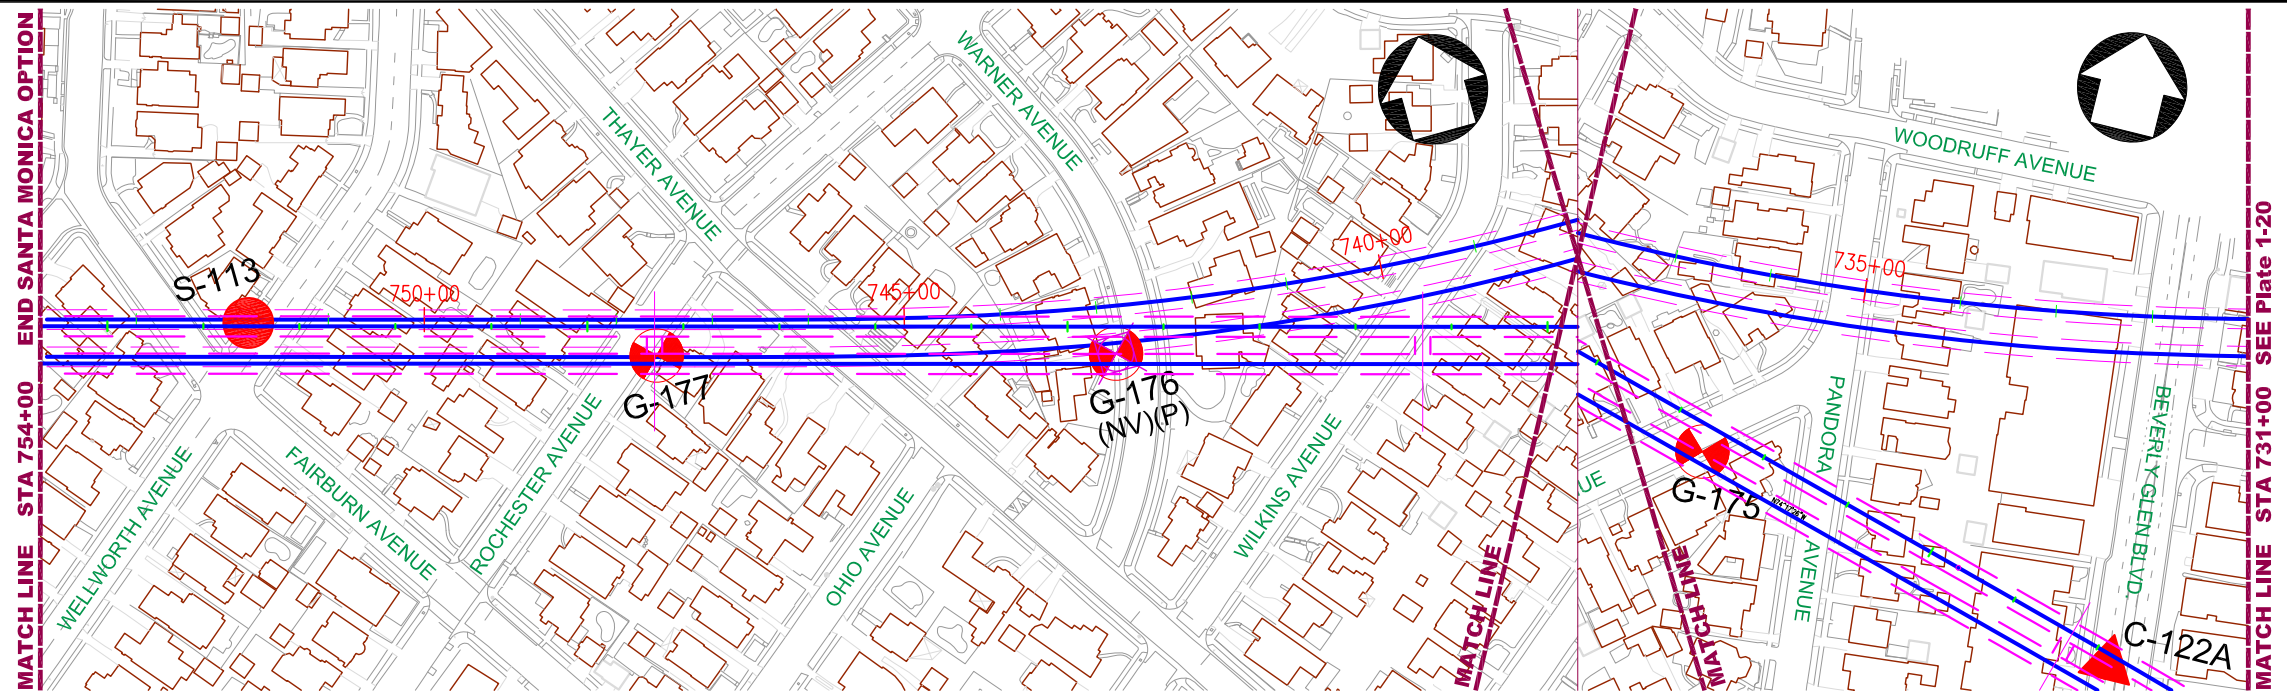 MATCH LINE STA 754+00 END SANTA MONICA OPTION
S-113
750+00
THAYER AVENUE
WARNER AVENUE
745+00
740+00
G-177
G-176
(NV)(P)
WELLWORTH AVENUE
FAIRBURN AVENUE
ROCHESTER AVENUE
OHIO AVENUE
WILKINS AVENUE
MATCH LINE
MATCH LINE
WOODRUFF AVENUE
735+00
UE
G-175
PANDORA
AVENUE
BEVERLY GLEN BLVD.
C-122A
MATCH LINE STA 731+00 SEE Plate 1-20